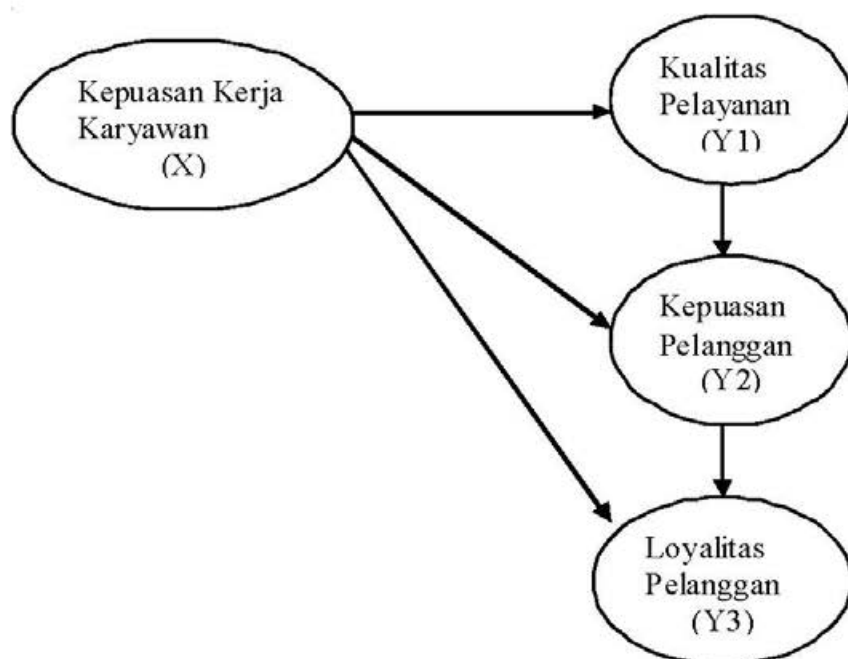 Kepuasan Kerja
Karyawan
(X)
Kualitas
Pelayanan
(Y1)
Kepuasan
Pelanggan
(Y2)
Loyalitas
Pelanggan
(Y3)